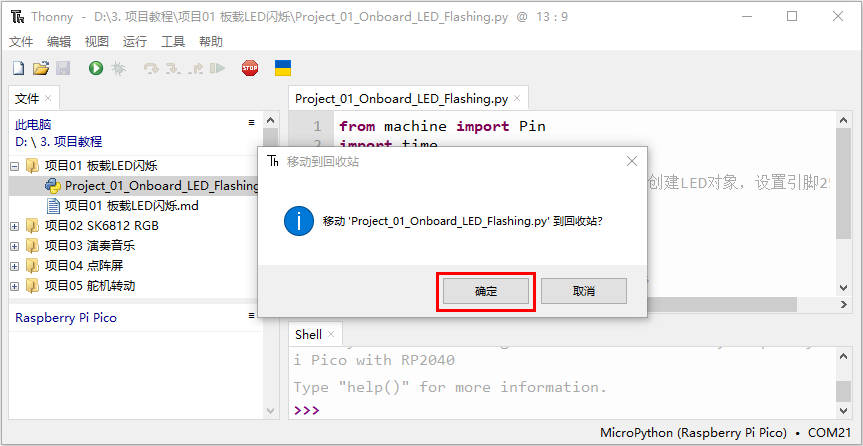 Thonny - D:\3. 项目教程\项目01 板载LED闪烁\Project_01_Onboard_LED_Flashing.py @ 13 : 9
文件 编辑 视图 运行 工具 帮助
STOP
文件 ×
此电脑
D: \ 3. 项目教程
项目01 板载LED闪烁
Project_01_Onboard_LED_Flashing
项目01 板载LED闪烁.md
项目02 SK6812 RGB
项目03 演奏音乐
项目04 点阵屏
项目05 舵机转动
Raspberry Pi Pico
Project_01_Onboard_LED_Flashing.py ×
1 from machine import Pin
2 import time
创建LED对象，设置引脚2
移动到回收站
移动 'Project_01_Onboard_LED_Flashing.py' 到回收站？
确定 取消
Shell ×
i Pico with RP2040
Type "help()" for more information.
>>>
MicroPython (Raspberry Pi Pico) • COM21